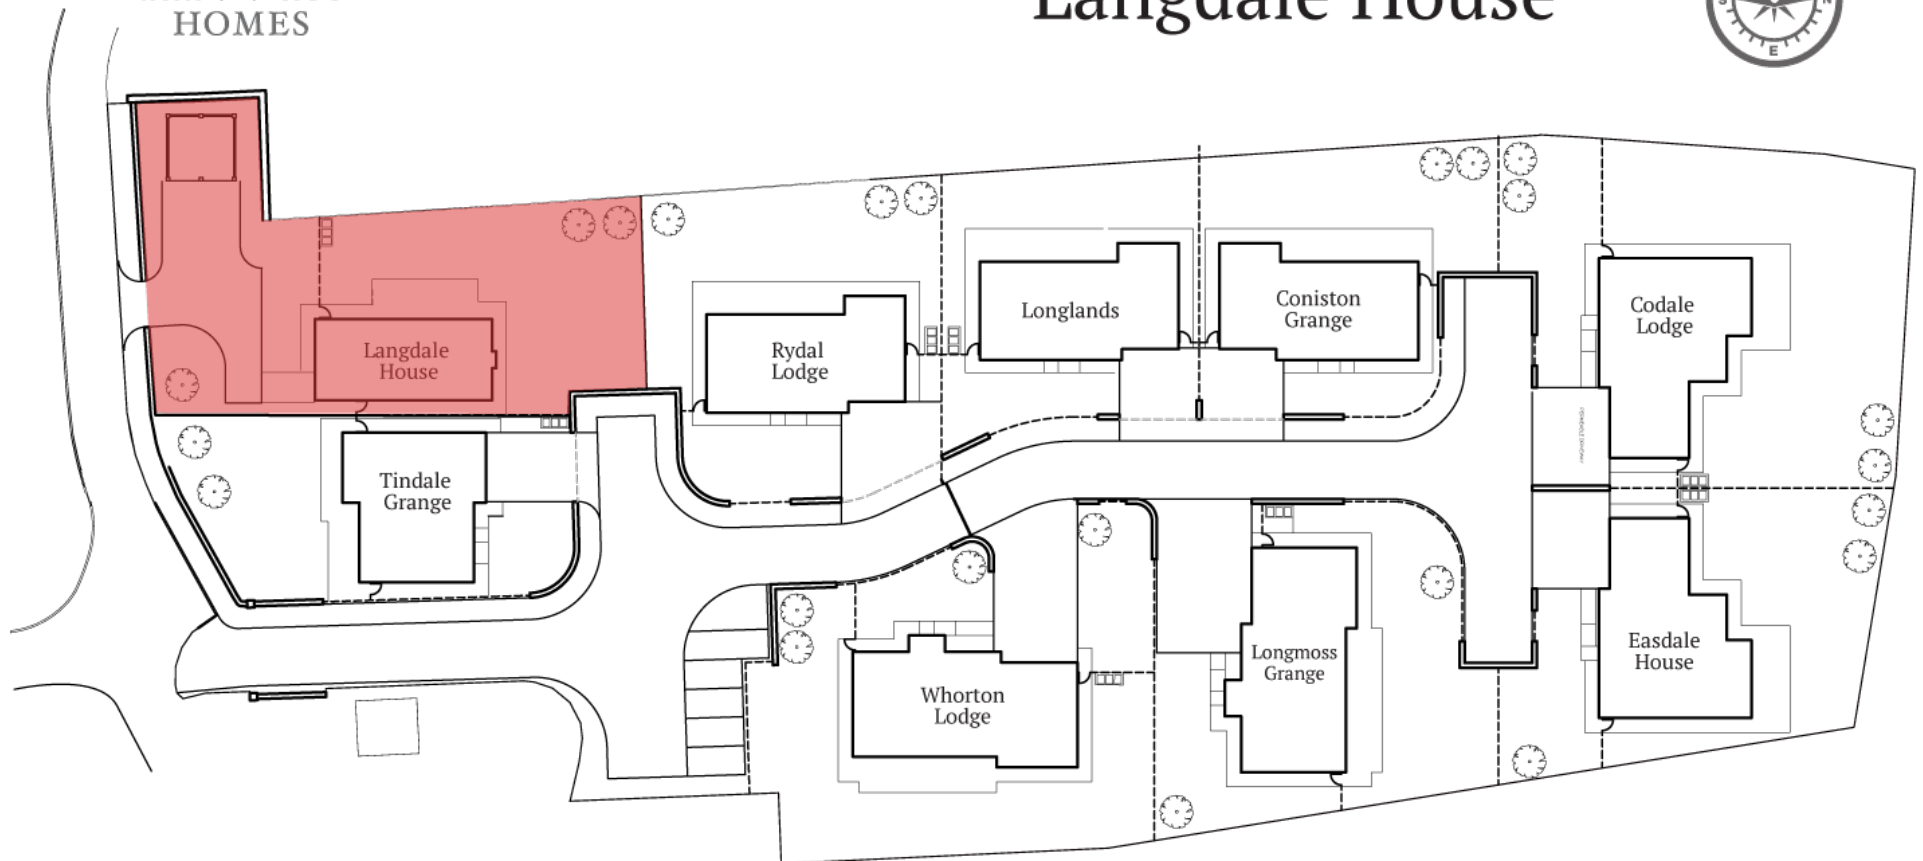 HOMES
Langdale House
E
Langdale
House
Rydal
Lodge
Longlands
Coniston
Grange
Codale
Lodge
Tindale
Grange
Whorton
Lodge
Longmoss
Grange
Easdale
House